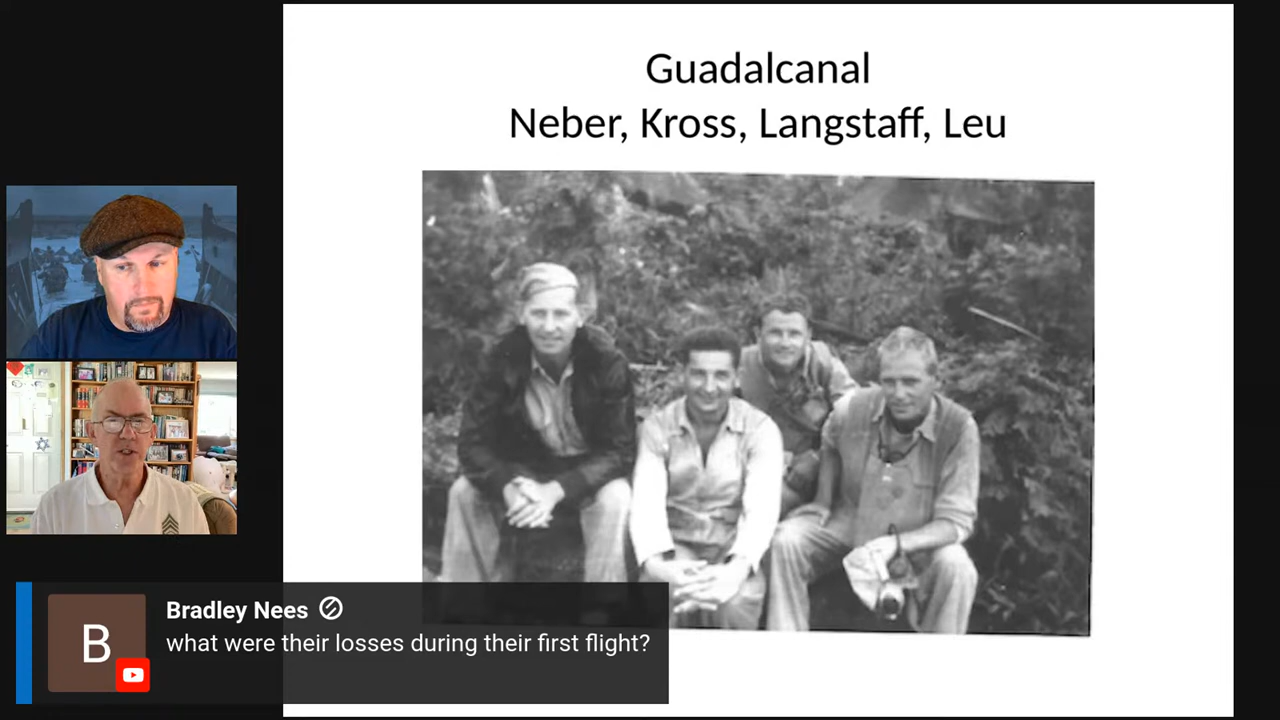 Guadalcanal
Neber, Kross, Langstaff, Leu
B
Bradley Nees
what were their losses during their first flight?